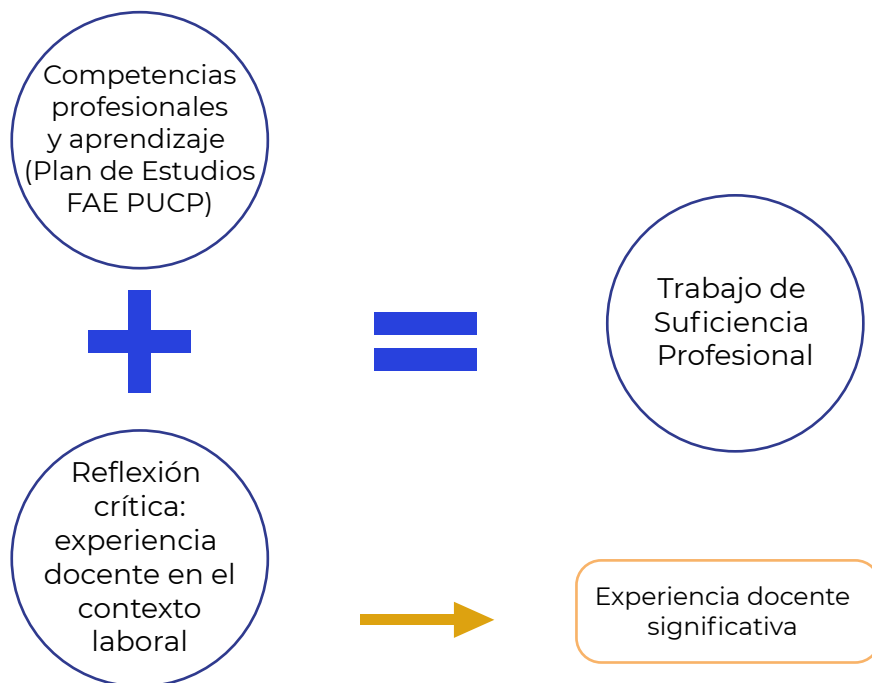 Competencias
profesionales
y aprendizaje
(Plan de Estudios
FAE PUCP)
Trabajo de
Suficiencia
Profesional
Reflexión
crítica:
experiencia
docente en el
contexto
laboral
Experiencia docente
significativa